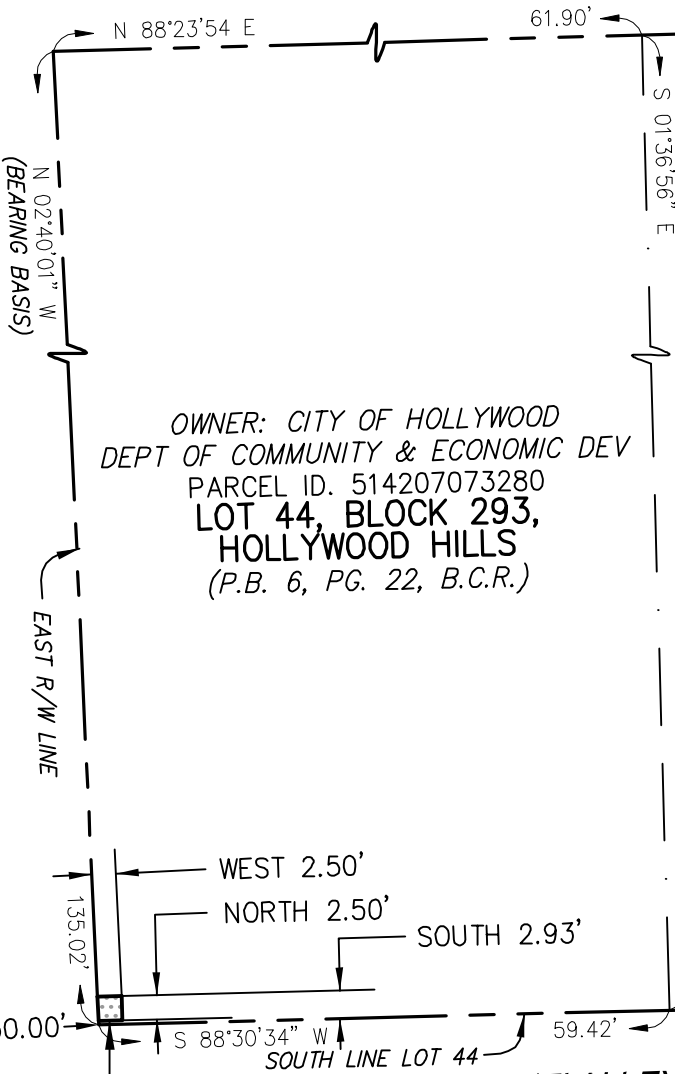 N 88°23'54 E
61.90'
S 01°36'56" E
N 02°40'01" W
(BEARING BASIS)
OWNER: CITY OF HOLLYWOOD
DEPT OF COMMUNITY & ECONOMIC DEV
PARCEL ID. 514207073280
LOT 44, BLOCK 293,
HOLLYWOOD HILLS
(P.B. 6, PG. 22, B.C.R.)
EAST R/W LINE
WEST 2.50'
NORTH 2.50'
SOUTH 2.93'
135.02'
0.00'
S 88°30'34" W
59.42'
SOUTH LINE LOT 44